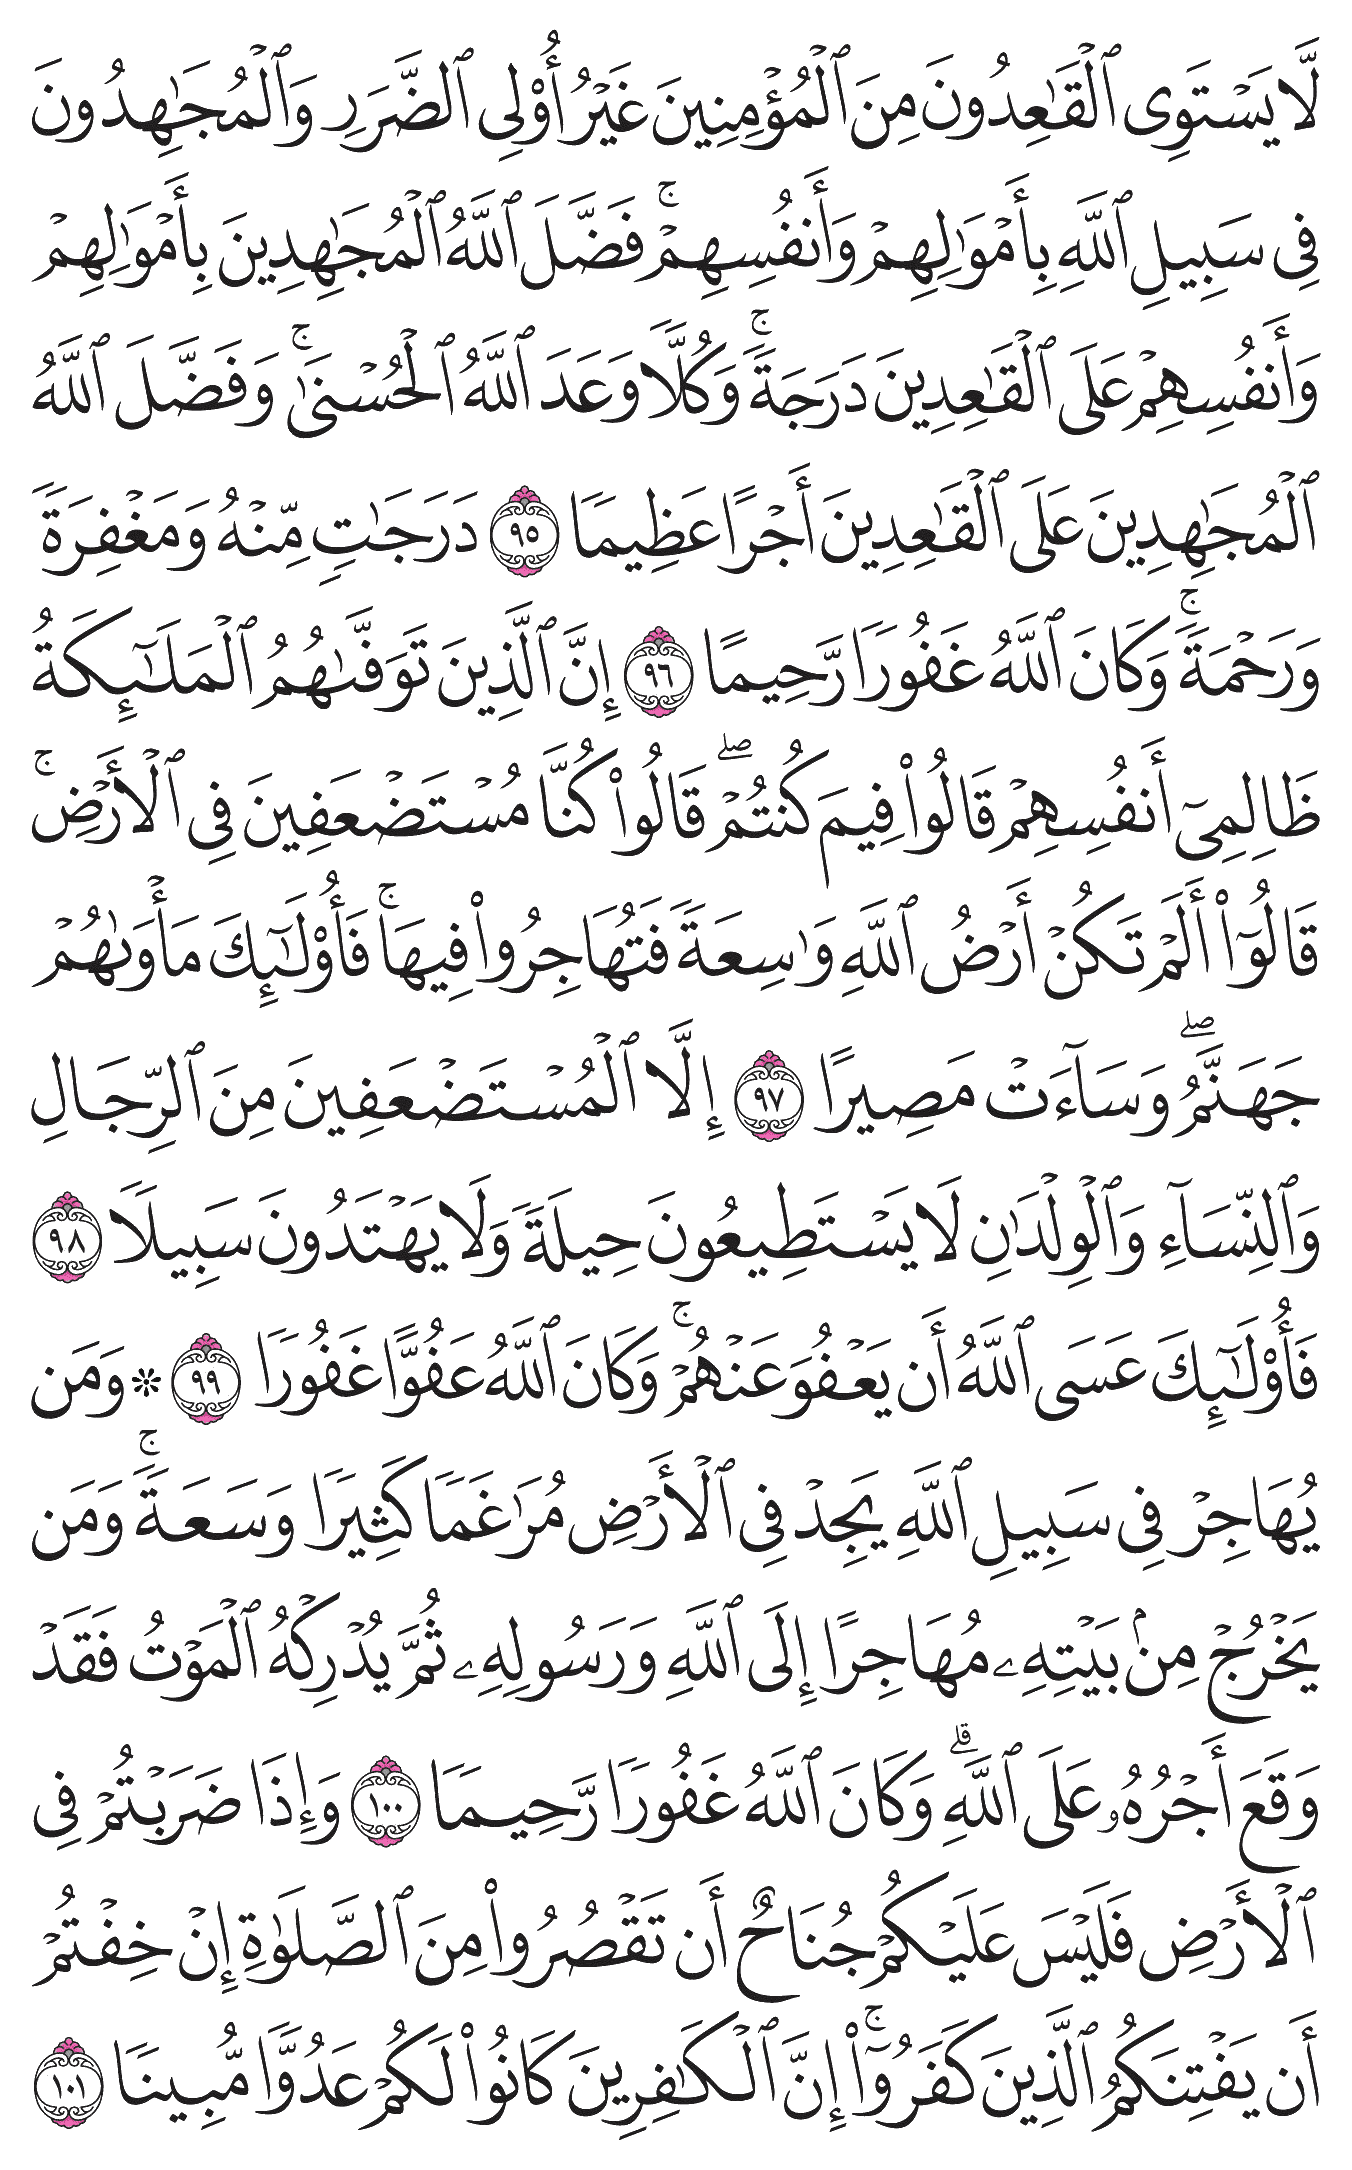 لَّا يَسۡتَوِي ٱلۡقَٰعِدُونَ مِنَ ٱلۡمُؤۡمِنِينَ غَيۡرُ أُوْلِي ٱلضَّرَرِ وَٱلۡمُجَٰهِدُونَ
فِي سَبِيلِ ٱللَّهِ بِأَمۡوَٰلِهِمۡ وَأَنفُسِهِمۡۚ فَضَّلَ ٱللَّهُ ٱلۡمُجَٰهِدِينَ بِأَمۡوَٰلِهِمۡ
وَأَنفُسِهِمۡ عَلَى ٱلۡقَٰعِدِينَ دَرَجَةٗۚ وَكُلّٗا وَعَدَ ٱللَّهُ ٱلۡحُسۡنَىٰۚ وَفَضَّلَ ٱللَّهُ
ٱلۡمُجَٰهِدِينَ عَلَى ٱلۡقَٰعِدِينَ أَجۡرًا عَظِيمٗا ٩٥ دَرَجَٰتٖ مِّنۡهُ وَمَغۡفِرَةٗ
وَرَحۡمَةٗۚ وَكَانَ ٱللَّهُ غَفُورٗا رَّحِيمًا ٩٦ إِنَّ ٱلَّذِينَ تَوَفَّىٰهُمُ ٱلۡمَلَٰٓئِكَةُ
ظَالِمِيٓ أَنفُسِهِمۡ قَالُواْ فِيمَ كُنتُمۡۖ قَالُواْ كُنَّا مُسۡتَضۡعَفِينَ فِي ٱلۡأَرۡضِۚ
قَالُوٓاْ أَلَمۡ تَكُنۡ أَرۡضُ ٱللَّهِ وَٰسِعَةٗ فَتُهَاجِرُواْ فِيهَاۚ فَأُوْلَٰٓئِكَ مَأۡوَىٰهُمۡ
جَهَنَّمُۖ وَسَآءَتۡ مَصِيرًا ٩٧ إِلَّا ٱلۡمُسۡتَضۡعَفِينَ مِنَ ٱلرِّجَالِ
وَٱلنِّسَآءِ وَٱلۡوِلۡدَٰنِ لَا يَسۡتَطِيعُونَ حِيلَةٗ وَلَا يَهۡتَدُونَ سَبِيلٗا ٩٨
فَأُوْلَٰٓئِكَ عَسَى ٱللَّهُ أَن يَعۡفُوَ عَنۡهُمۡۚ وَكَانَ ٱللَّهُ عَفُوًّا غَفُورٗا ٩٩ ۞ وَمَن
يُهَاجِرۡ فِي سَبِيلِ ٱللَّهِ يَجِدۡ فِي ٱلۡأَرۡضِ مُرَٰغَمٗا كَثِيرٗا وَسَعَةٗۚ وَمَن
يَخۡرُجۡ مِنۢ بَيۡتِهِۦ مُهَاجِرًا إِلَى ٱللَّهِ وَرَسُولِهِۦ ثُمَّ يُدۡرِكۡهُ ٱلۡمَوۡتُ فَقَدۡ
وَقَعَ أَجۡرُهُۥ عَلَى ٱللَّهِۗ وَكَانَ ٱللَّهُ غَفُورٗا رَّحِيمٗا ١٠٠ وَإِذَا ضَرَبۡتُمۡ فِي
ٱلۡأَرۡضِ فَلَيۡسَ عَلَيۡكُمۡ جُنَاحٌ أَن تَقۡصُرُواْ مِنَ ٱلصَّلَوٰةِ إِنۡ خِفۡتُمۡ
أَن يَفۡتِنَكُمُ ٱلَّذِينَ كَفَرُوٓاْۚ إِنَّ ٱلۡكَٰفِرِينَ كَانُواْ لَكُمۡ عَدُوّٗا مُّبِينٗا ١٠١